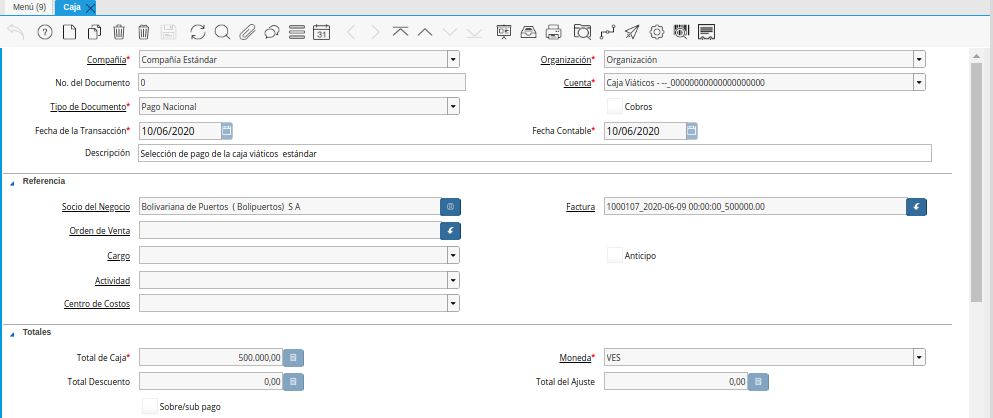 Menú (9) Caja
31
Compañía* Compañía Estándar Organización* Organización
No. del Documento 0 Cuenta* Caja Viáticos - --_00000000000000000000
Tipo de Documento* Pago Nacional Cobros
Fecha de la Transacción* 10/06/2020 Fecha Contable* 10/06/2020
Descripción Selección de pago de la caja viáticos estándar
Referencia
Socio del Negocio Bolivariana de Puertos ( Bolipuertos) S A Factura 1000107_2020-06-09 00:00:00_500000.00
Orden de Venta
Cargo Anticipo
Actividad
Centro de Costos
Totales
Total de Caja* 500.000,00 Moneda* VES
Total Descuento 0,00 Total del Ajuste 0,00
Sobre/sub pago